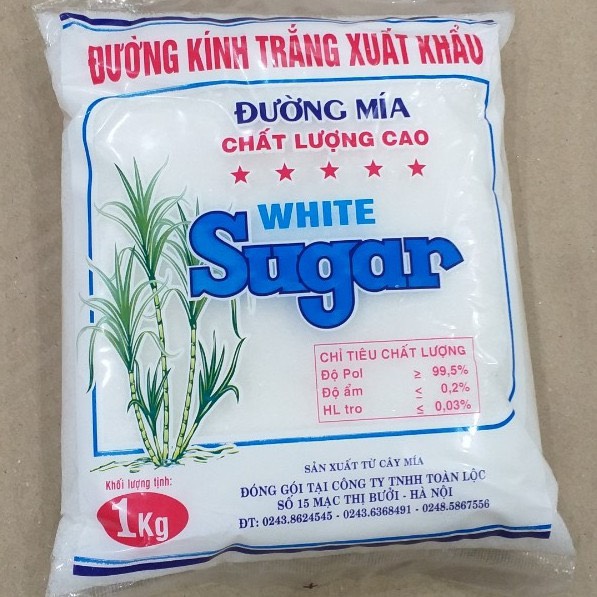 ĐƯỜNG KÍNH TRẮNG XUẤT KHẨU
ĐƯỜNG MÍA
CHẤT LƯỢNG CAO
WHITE
Sugar
CHỈ TIÊU CHẤT LƯỢNG
Độ Pol ≥ 99,5%
Độ ẩm ≤ 0,2%
HL tro ≤ 0,03%
Khối lượng tịnh:
1Kg
SẢN XUẤT TỪ CÂY MÍA
ĐÓNG GÓI TẠI CÔNG TY TNHH TOÀN LỘC
SỐ 15 MẠC THỊ BƯỞI - HÀ NỘI
ĐT: 0243.8624545 - 0243.6368491 - 0248.5867556